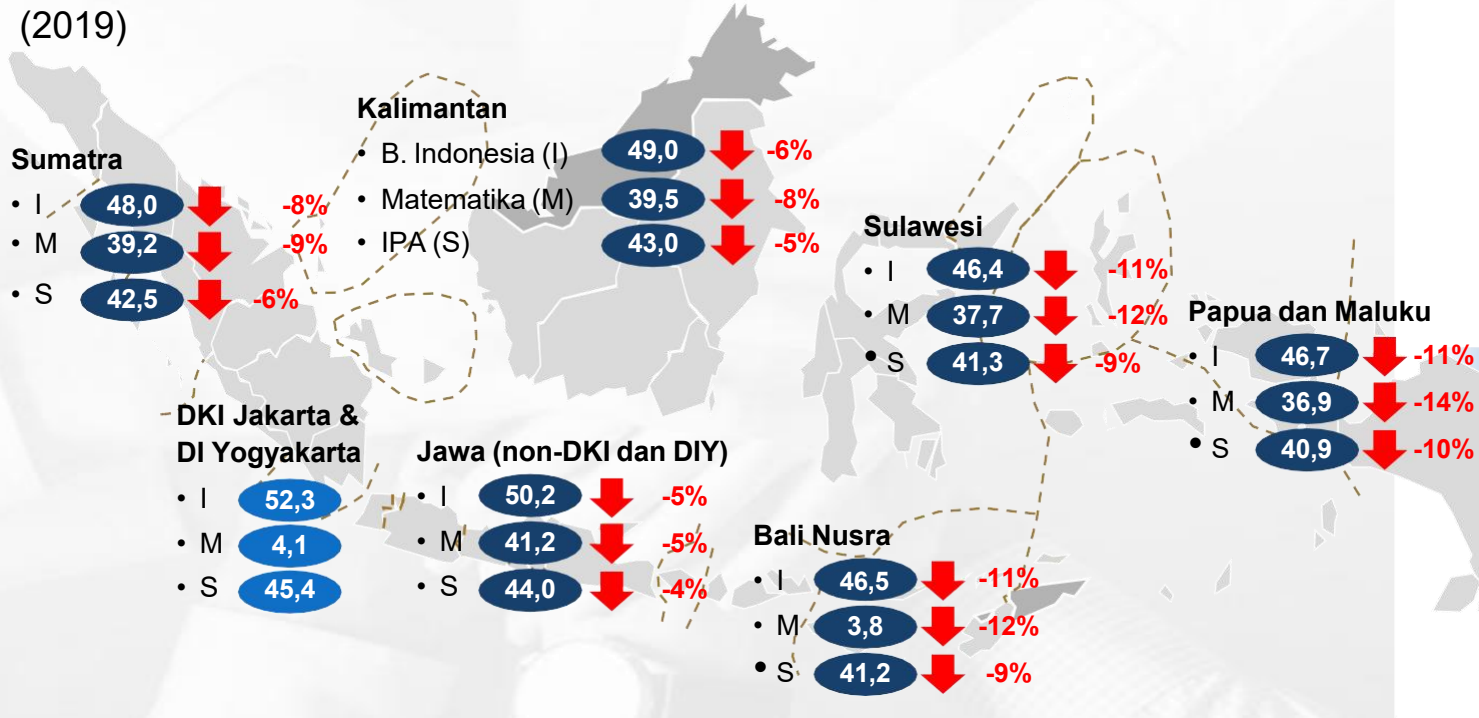 (2019)
Kalimantan
• B. Indonesia (I) 49,0 -6%
• Matematika (M) 39,5 -8%
• IPA (S) 43,0 -5%
Sumatra
• I 48,0 -8%
• M 39,2 -9%
• S 42,5 -6%
Sulawesi
• I 46,4 -11%
• M 37,7 -12%
• S 41,3 -9%
Papua dan Maluku
• I 46,7 -11%
• M 36,9 -14%
• S 40,9 -10%
DKI Jakarta &
DI Yogyakarta
• I 52,3
• M 4,1
• S 45,4
Jawa (non-DKI dan DIY)
• I 50,2 -5%
• M 41,2 -5%
• S 44,0 -4%
Bali Nusra
• I 46,5 -11%
• M 3,8 -12%
• S 41,2 -9%